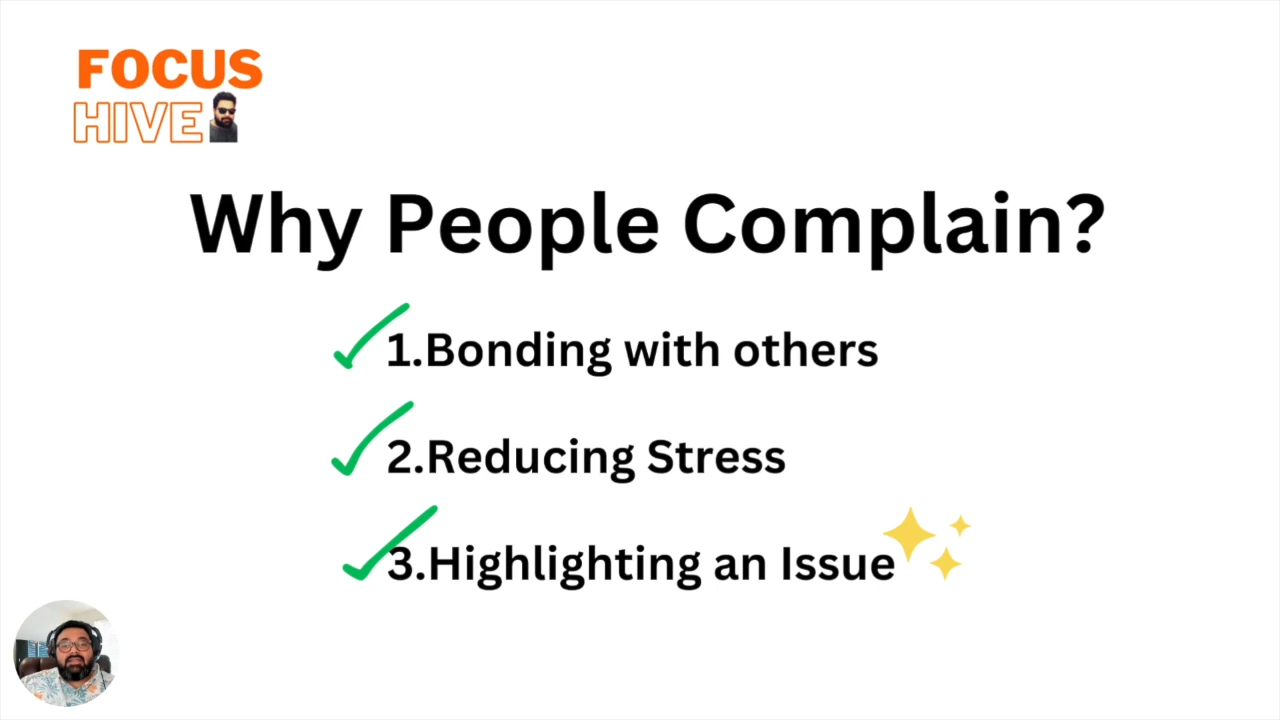 FOCUS
HIVE
Why People Complain?
1.Bonding with others
2.Reducing Stress
3.Highlighting an Issue